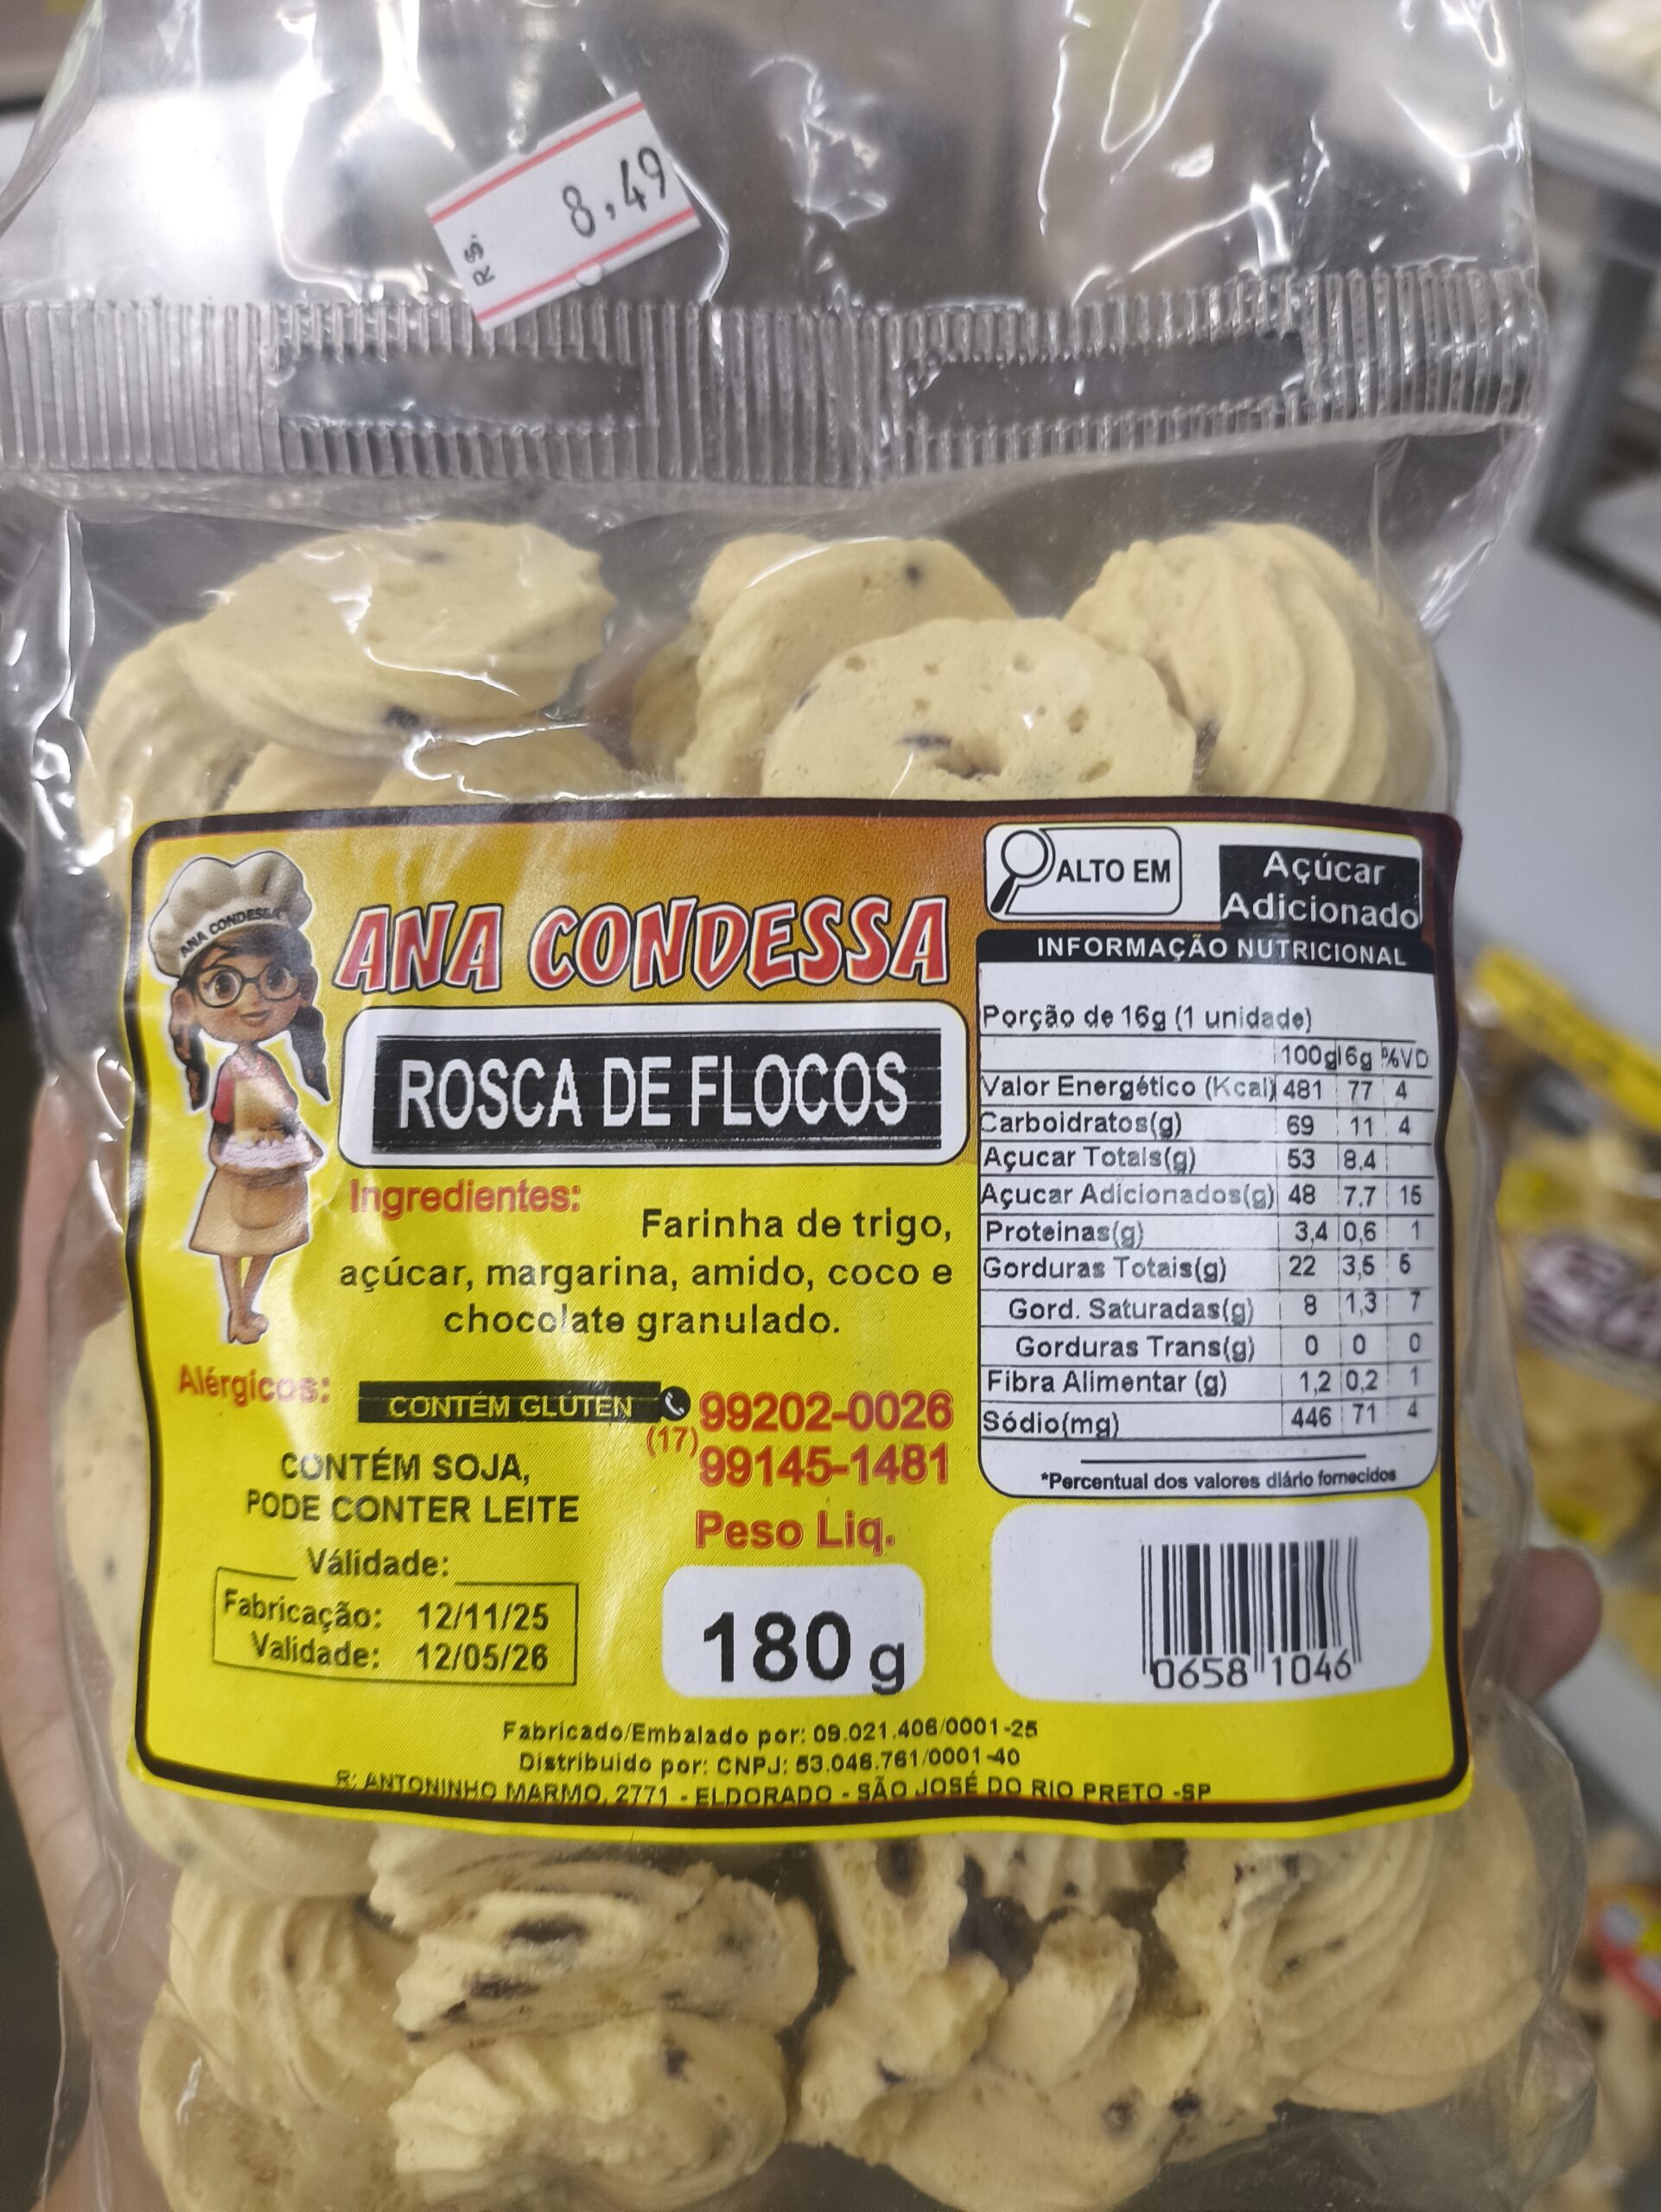 R$. 8,49
ANA CONDESSA
ANA CONDESSA
ROSCA DE FLOCOS
Ingredientes:
Farinha de trigo,
açúcar, margarina, amido, coco e
chocolate granulado.
Alérgicos:
CONTÉM GLÚTEN
CONTÉM SOJA,
PODE CONTER LEITE
Válidade:
Fabricação: 12/11/25
Validade: 12/05/26
(17) 99202-0026
99145-1481
Peso Liq.
180 g
ALTO EM
Açúcar
Adicionado
INFORMAÇÃO NUTRICIONAL
Porção de 16g (1 unidade)
100g 16g %VD
Valor Energético (Kcal) 481 77 4
Carboidratos(g) 69 11 4
Açucar Totais(g) 53 8,4
Açucar Adicionados(g) 48 7,7 15
Proteinas(g) 3,4 0,6 1
Gorduras Totais(g) 22 3,5 5
Gord. Saturadas(g) 8 1,3 7
Gorduras Trans(g) 0 0 0
Fibra Alimentar (g) 1,2 0,2 1
Sódio(mg) 446 71 4
*Percentual dos valores diário fornecidos
0658 1046
Fabricado/Embalado por: 09.021.406/0001-25
Distribuido por: CNPJ: 53.046.761/0001-40
R: ANTONINHO MARMO, 2771 - ELDORADO - SÃO JOSÉ DO RIO PRETO -SP